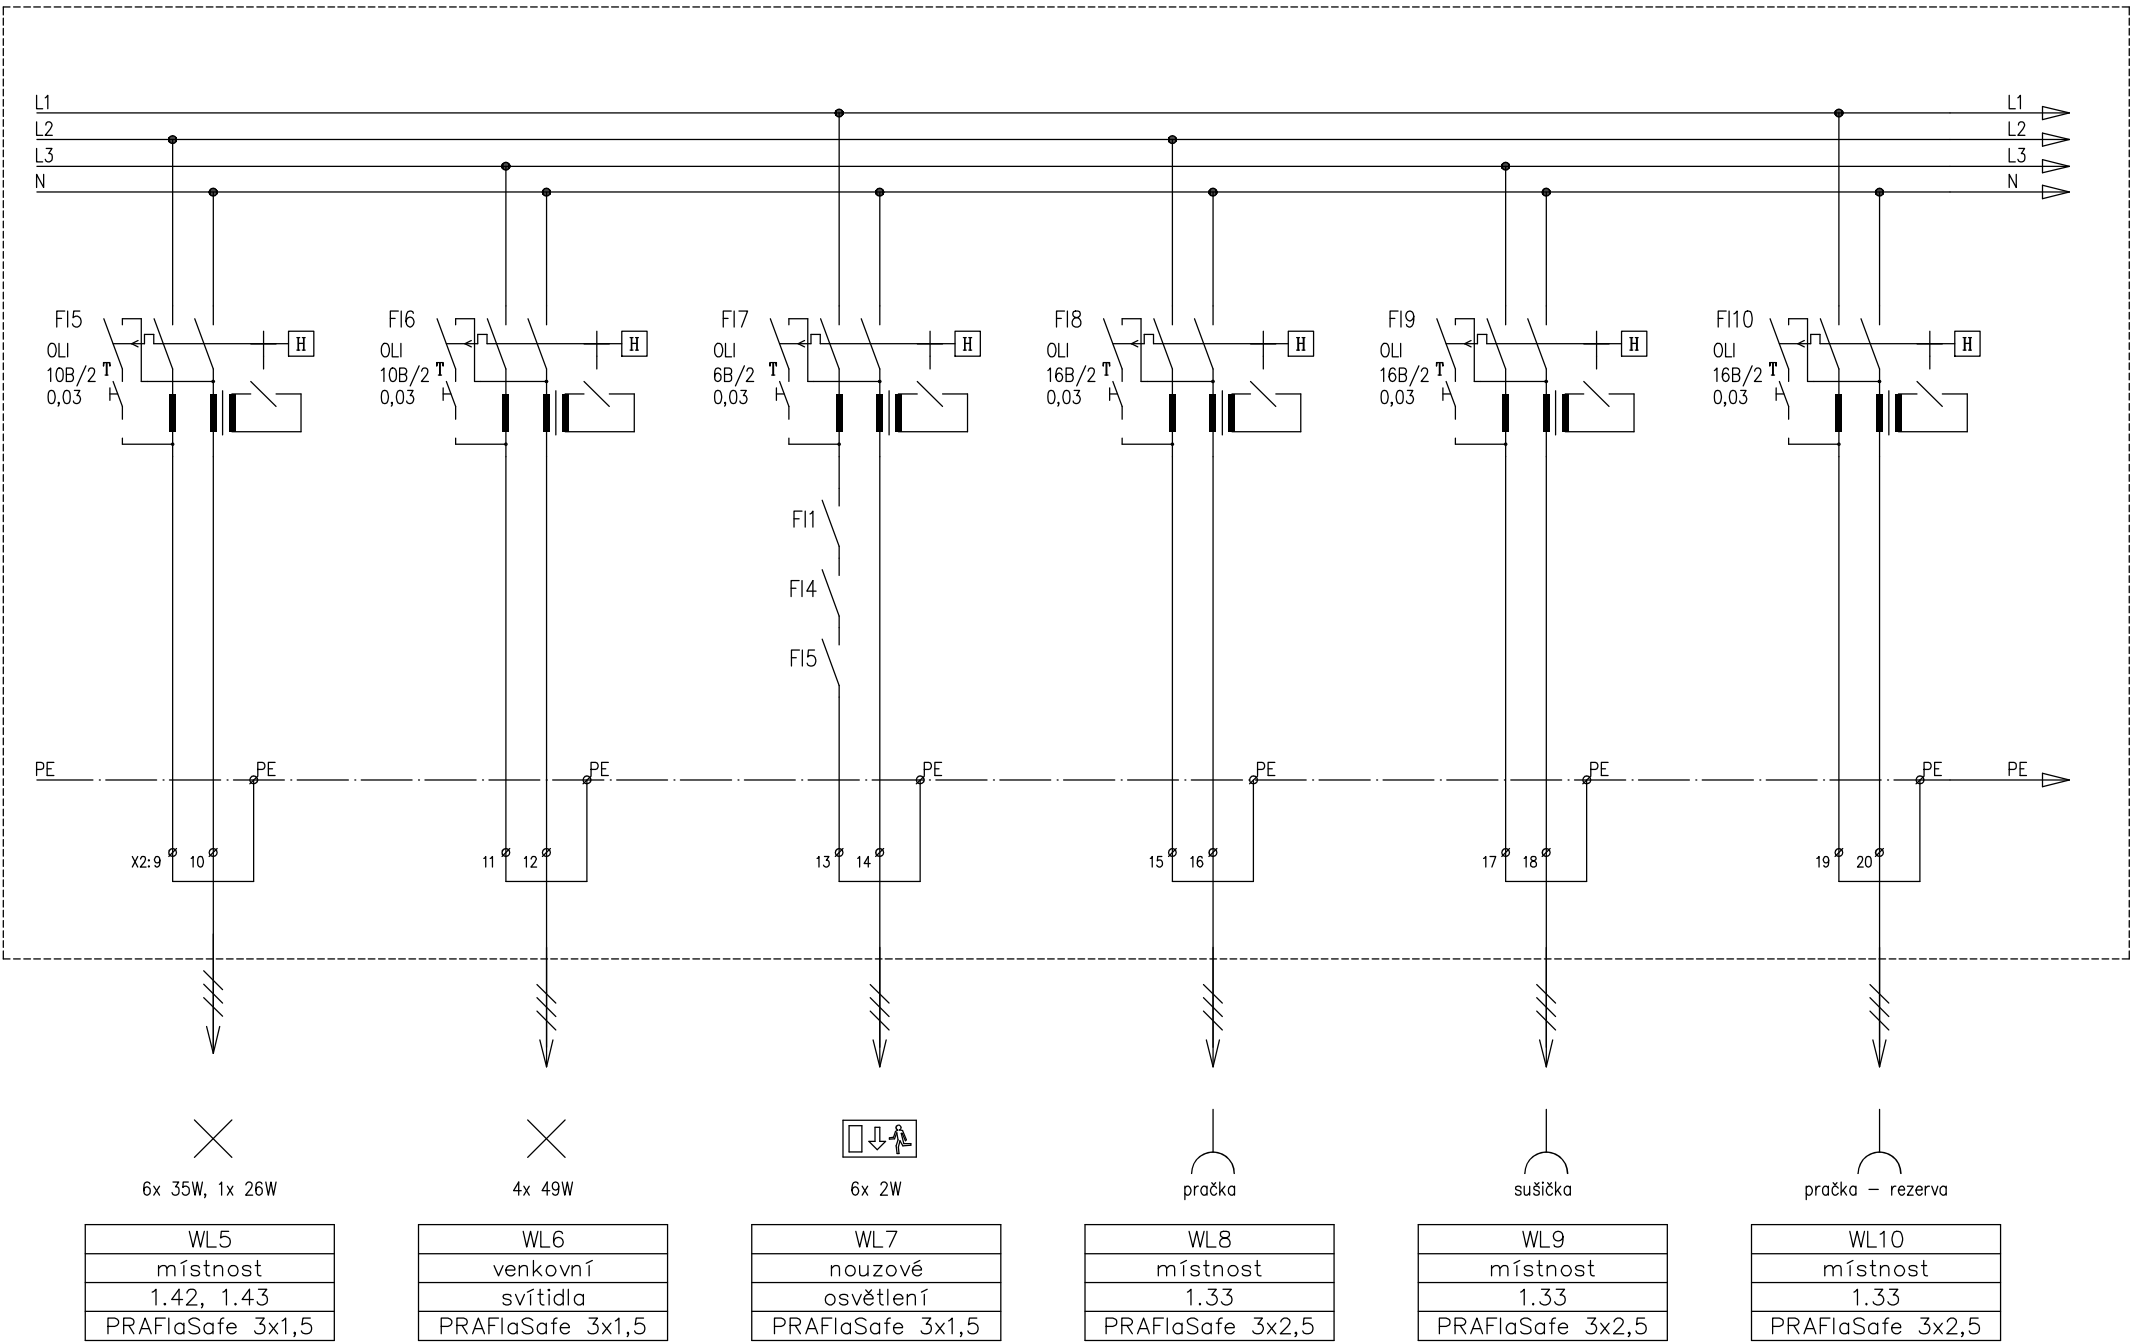 L1 L1
L2 L2
L3 L3
N N
FI5 FI6 FI7 FI8 FI9 FI10
H H H H H H
OLI OLI OLI OLI OLI OLI
10B/2 T 10B/2 T 6B/2 T 16B/2 T 16B/2 T 16B/2 T
0,03 0,03 0,03 0,03 0,03 0,03
FI1
FI4
FI5
PE PE PE PE PE PE PE PE
X2:9 10 11 12 13 14 15 16 17 18 19 20
6x 35W, 1x 26W 4x 49W 6x 2W pračka sušička pračka – rezerva
WL5 WL6 WL7 WL8 WL9 WL10
místnost venkovní nouzové místnost místnost místnost
1.42, 1.43 svítidla osvětlení 1.33 1.33 1.33
PRAFlaSafe 3x1,5 PRAFlaSafe 3x1,5 PRAFlaSafe 3x1,5 PRAFlaSafe 3x2,5 PRAFlaSafe 3x2,5 PRAFlaSafe 3x2,5